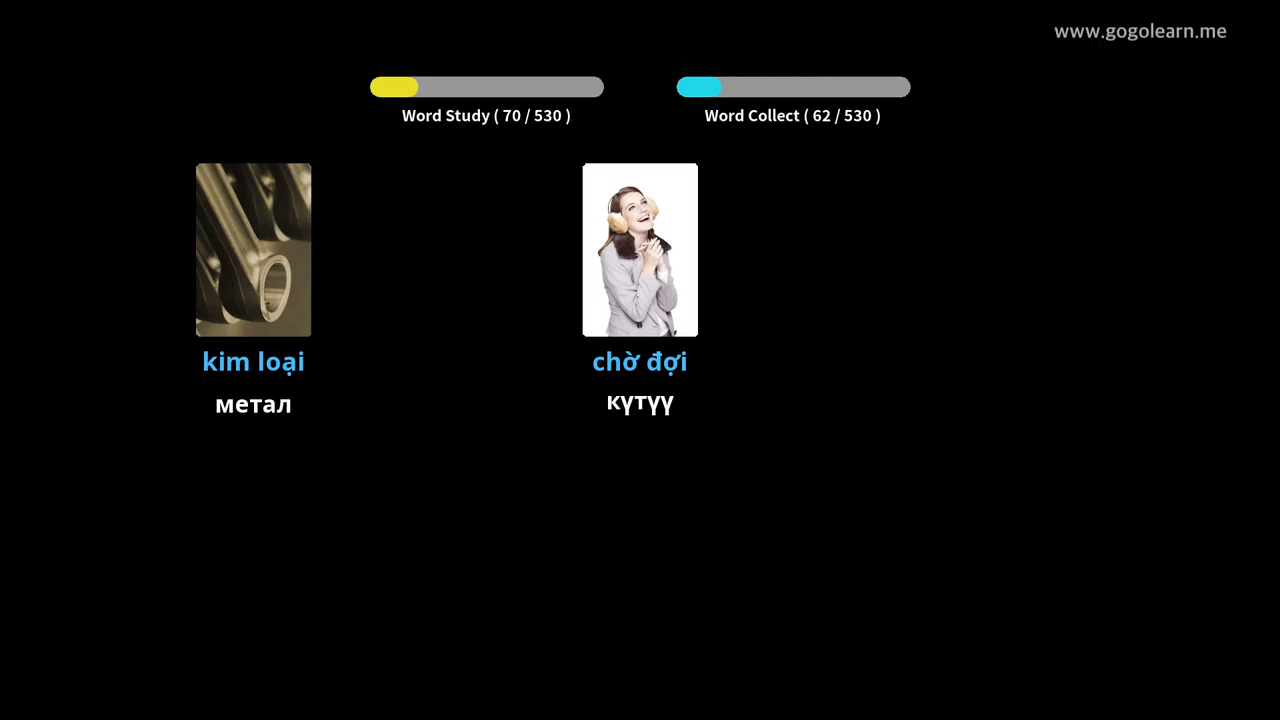 www.gogolearn.me
Word Study ( 70 / 530 )
Word Collect ( 62 / 530 )
kim loại
метал
chờ đợi
күтүү